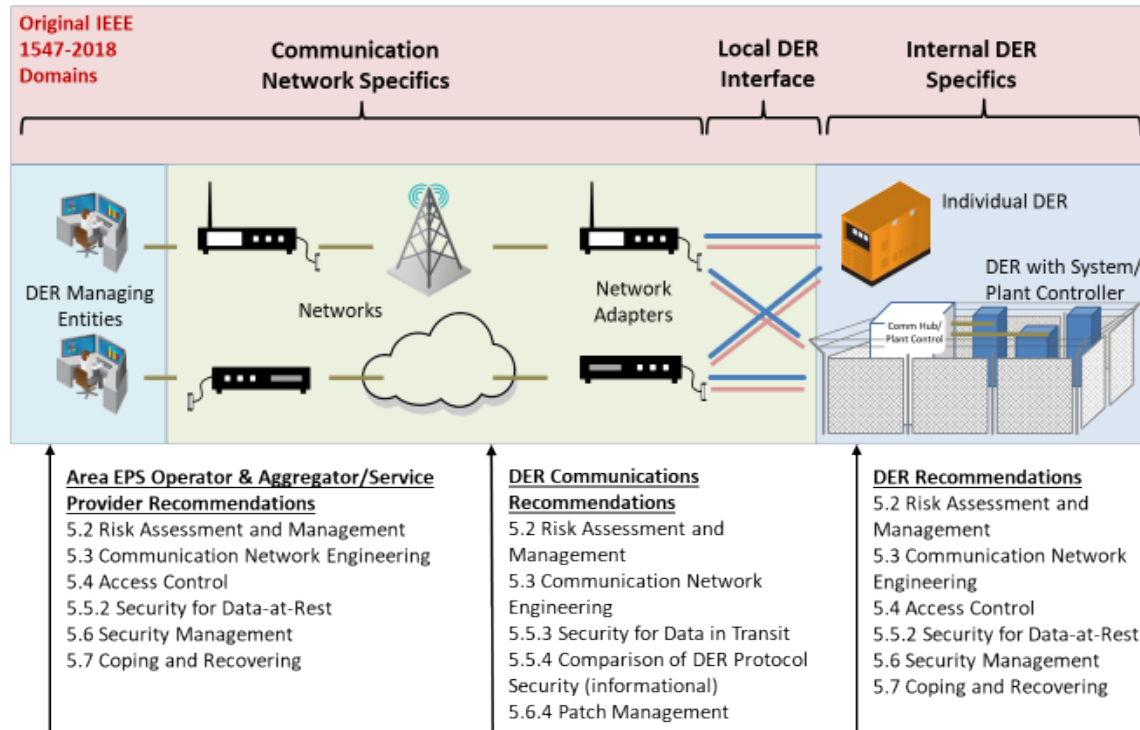 Original IEEE
1547-2018
Domains
Communication
Network Specifics
Local DER
Interface
Internal DER
Specifics
DER Managing
Entities
Networks
Network
Adapters
Individual DER
DER with System/
Plant Controller
Comm Hub/
Plant Control
Area EPS Operator & Aggregator/Service
Provider Recommendations
5.2 Risk Assessment and Management
5.3 Communication Network Engineering
5.4 Access Control
5.5.2 Security for Data-at-Rest
5.6 Security Management
5.7 Coping and Recovering
DER Communications
Recommendations
5.2 Risk Assessment and
Management
5.3 Communication Network
Engineering
5.5.3 Security for Data in Transit
5.5.4 Comparison of DER Protocol
Security (informational)
5.6.4 Patch Management
DER Recommendations
5.2 Risk Assessment and
Management
5.3 Communication Network
Engineering
5.4 Access Control
5.5.2 Security for Data-at-Rest
5.6 Security Management
5.7 Coping and Recovering